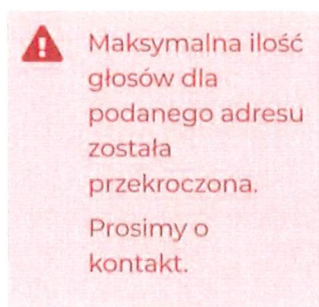 Maksymalna ilość
głosów dla
podanego adresu
została
przekroczona.
Prosimy o
kontakt.